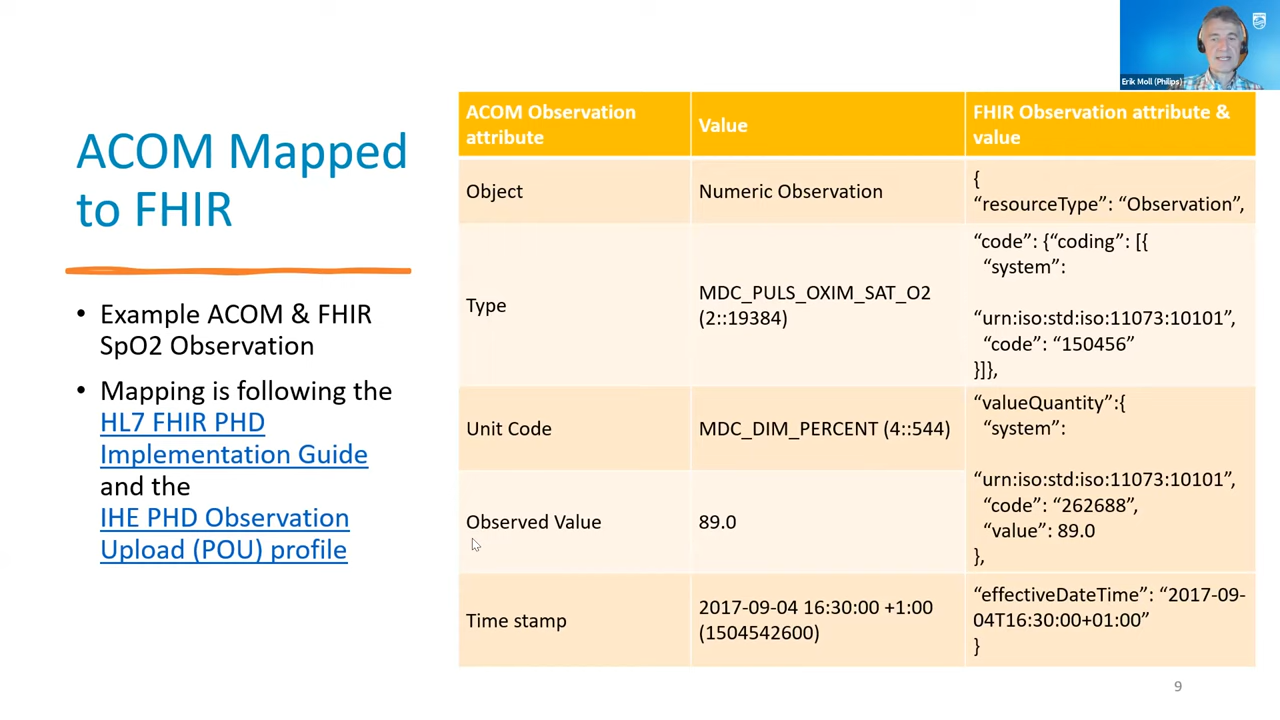 Erik Moll (Philips)
ACOM Mapped
to FHIR
• Example ACOM & FHIR
SpO2 Observation
• Mapping is following the
HL7 FHIR PHD
Implementation Guide
and the
IHE PHD Observation
Upload (POU) profile
ACOM Observation
attribute
Value
FHIR Observation attribute &
value
Object
Numeric Observation
{
“resourceType”: “Observation”,
Type
MDC_PULS_OXIM_SAT_O2
(2::19384)
“code”: {“coding”: [{
“system”:
“urn:iso:std:iso:11073:10101”,
“code”: “150456”
}]},
Unit Code
MDC_DIM_PERCENT (4::544)
“valueQuantity”:{
“system”:
“urn:iso:std:iso:11073:10101”,
“code”: “262688”,
“value”: 89.0
},
Observed Value
89.0
Time stamp
2017-09-04 16:30:00 +1:00
(1504542600)
“effectiveDateTime”: “2017-09-
04T16:30:00+01:00”
}
9